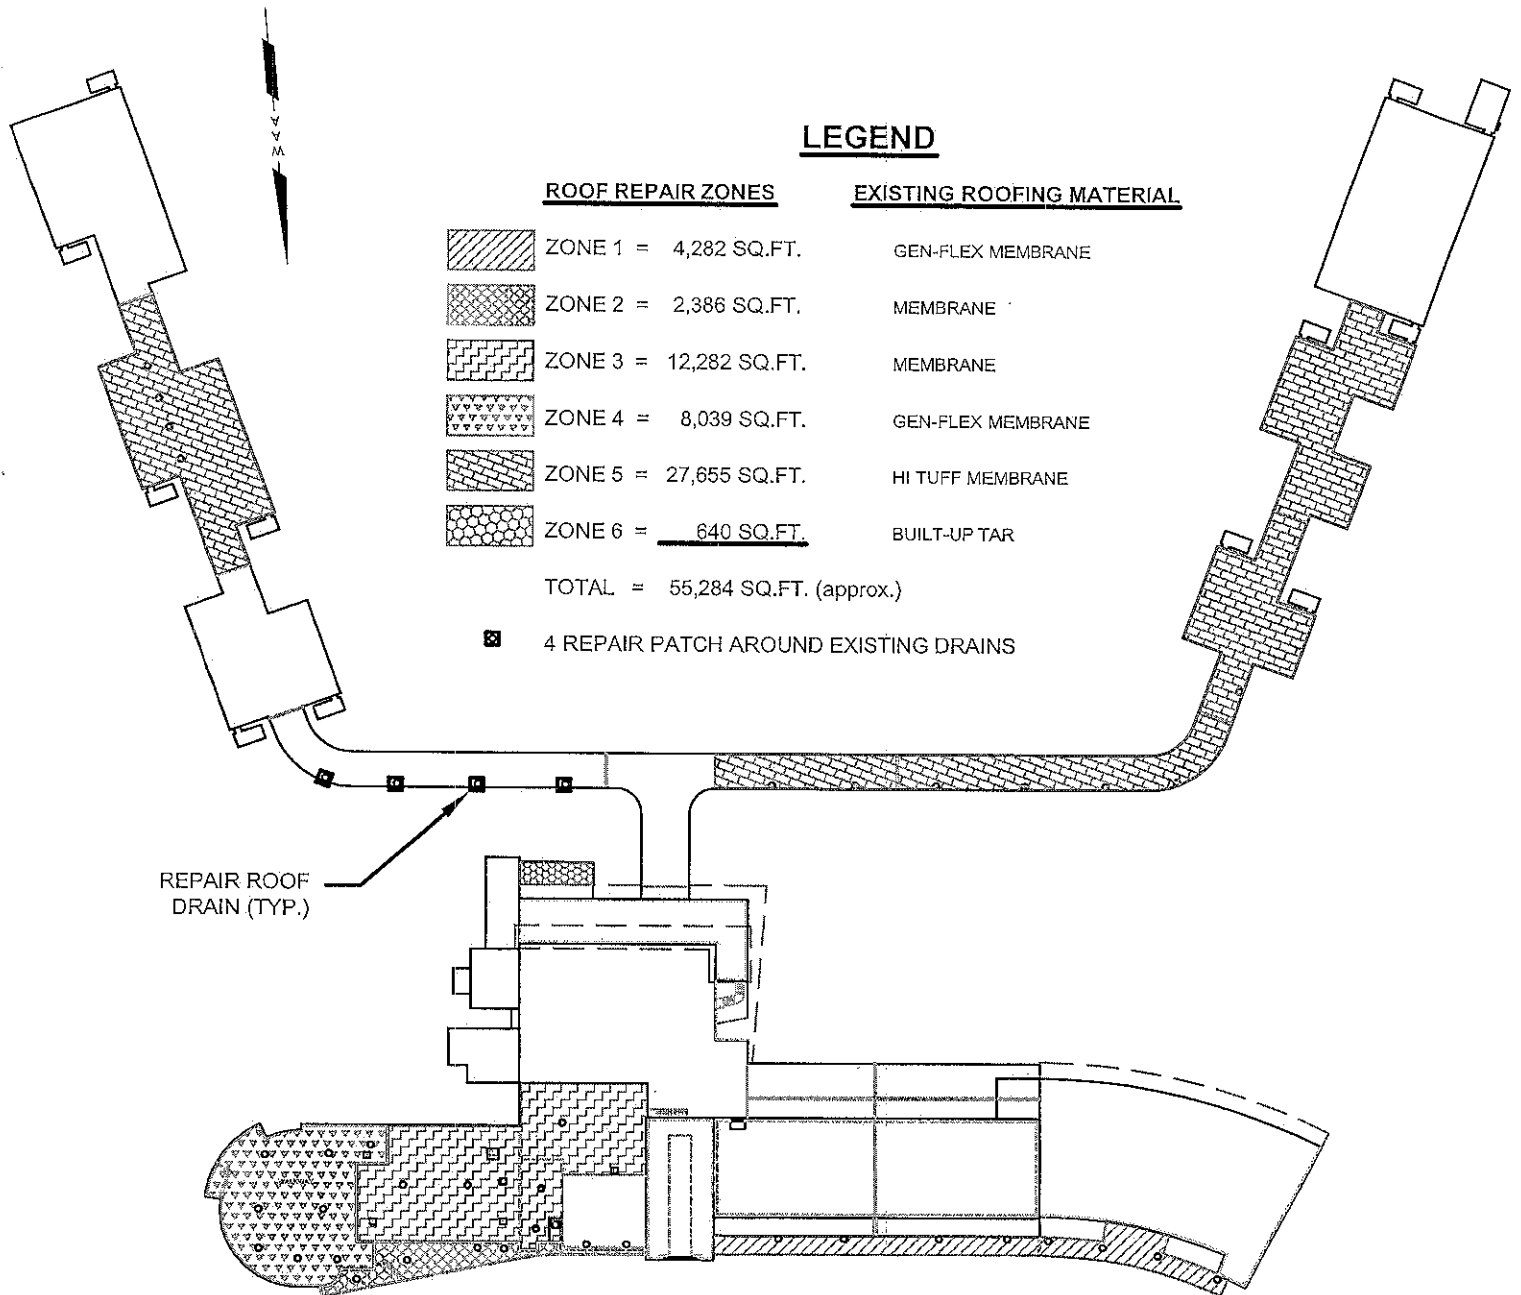 LEGEND
ROOF REPAIR ZONES EXISTING ROOFING MATERIAL
ZONE 1 = 4,282 SQ.FT. GEN-FLEX MEMBRANE
ZONE 2 = 2,386 SQ.FT. MEMBRANE
ZONE 3 = 12,282 SQ.FT. MEMBRANE
ZONE 4 = 8,039 SQ.FT. GEN-FLEX MEMBRANE
ZONE 5 = 27,655 SQ.FT. HI TUFF MEMBRANE
ZONE 6 = 640 SQ.FT. BUILT-UP TAR
TOTAL = 55,284 SQ.FT. (approx.)
4 REPAIR PATCH AROUND EXISTING DRAINS
REPAIR ROOF
DRAIN (TYP.)